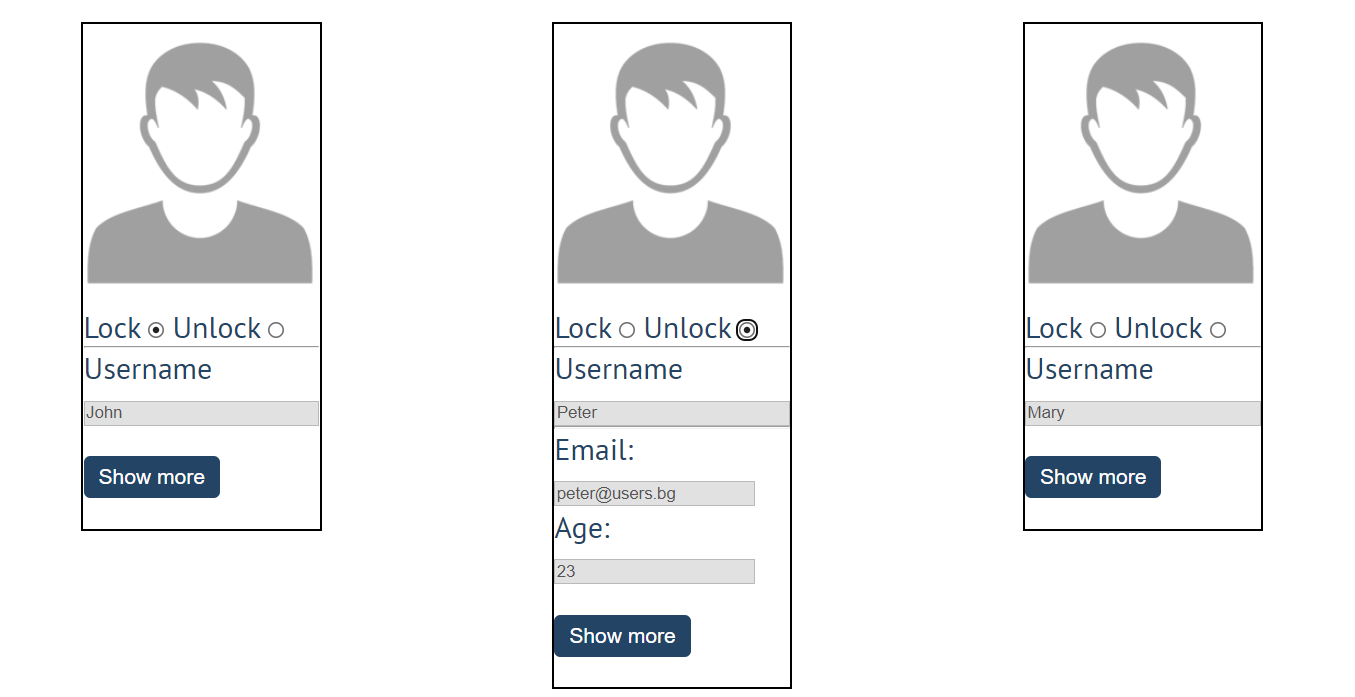 Lock Unlock
Username
John
Show more
Lock Unlock
Username
Peter
Email:
peter@users.bg
Age:
23
Show more
Lock Unlock
Username
Mary
Show more